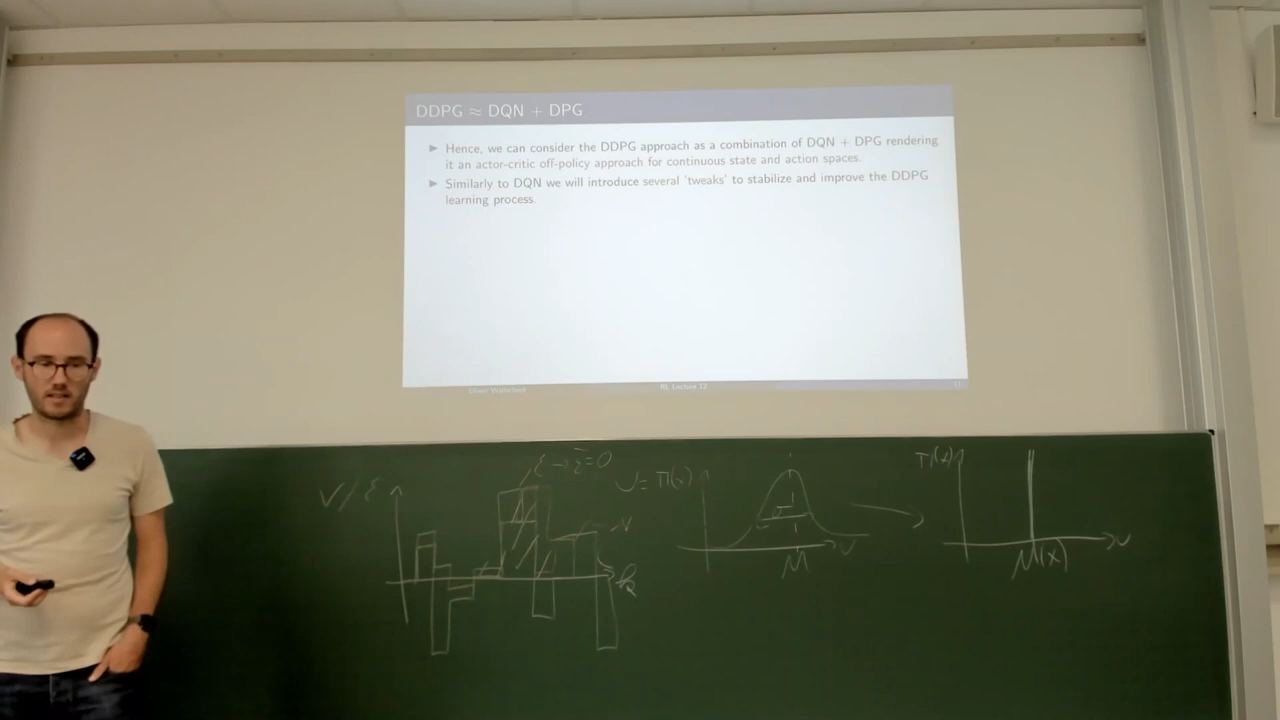 DDPG ≈ DQN + DPG
► Hence, we can consider the DDPG approach as a combination of DQN + DPG rendering
it an actor-critic off-policy approach for continuous state and action spaces.
► Similarly to DQN we will introduce several 'tweaks' to stabilize and improve the DDPG
learning process.
RL Lecture 12
11
V/ε
ε → ε̄=0
V
k
U = π(x)
μ
U
π(x)
μ(x)
U